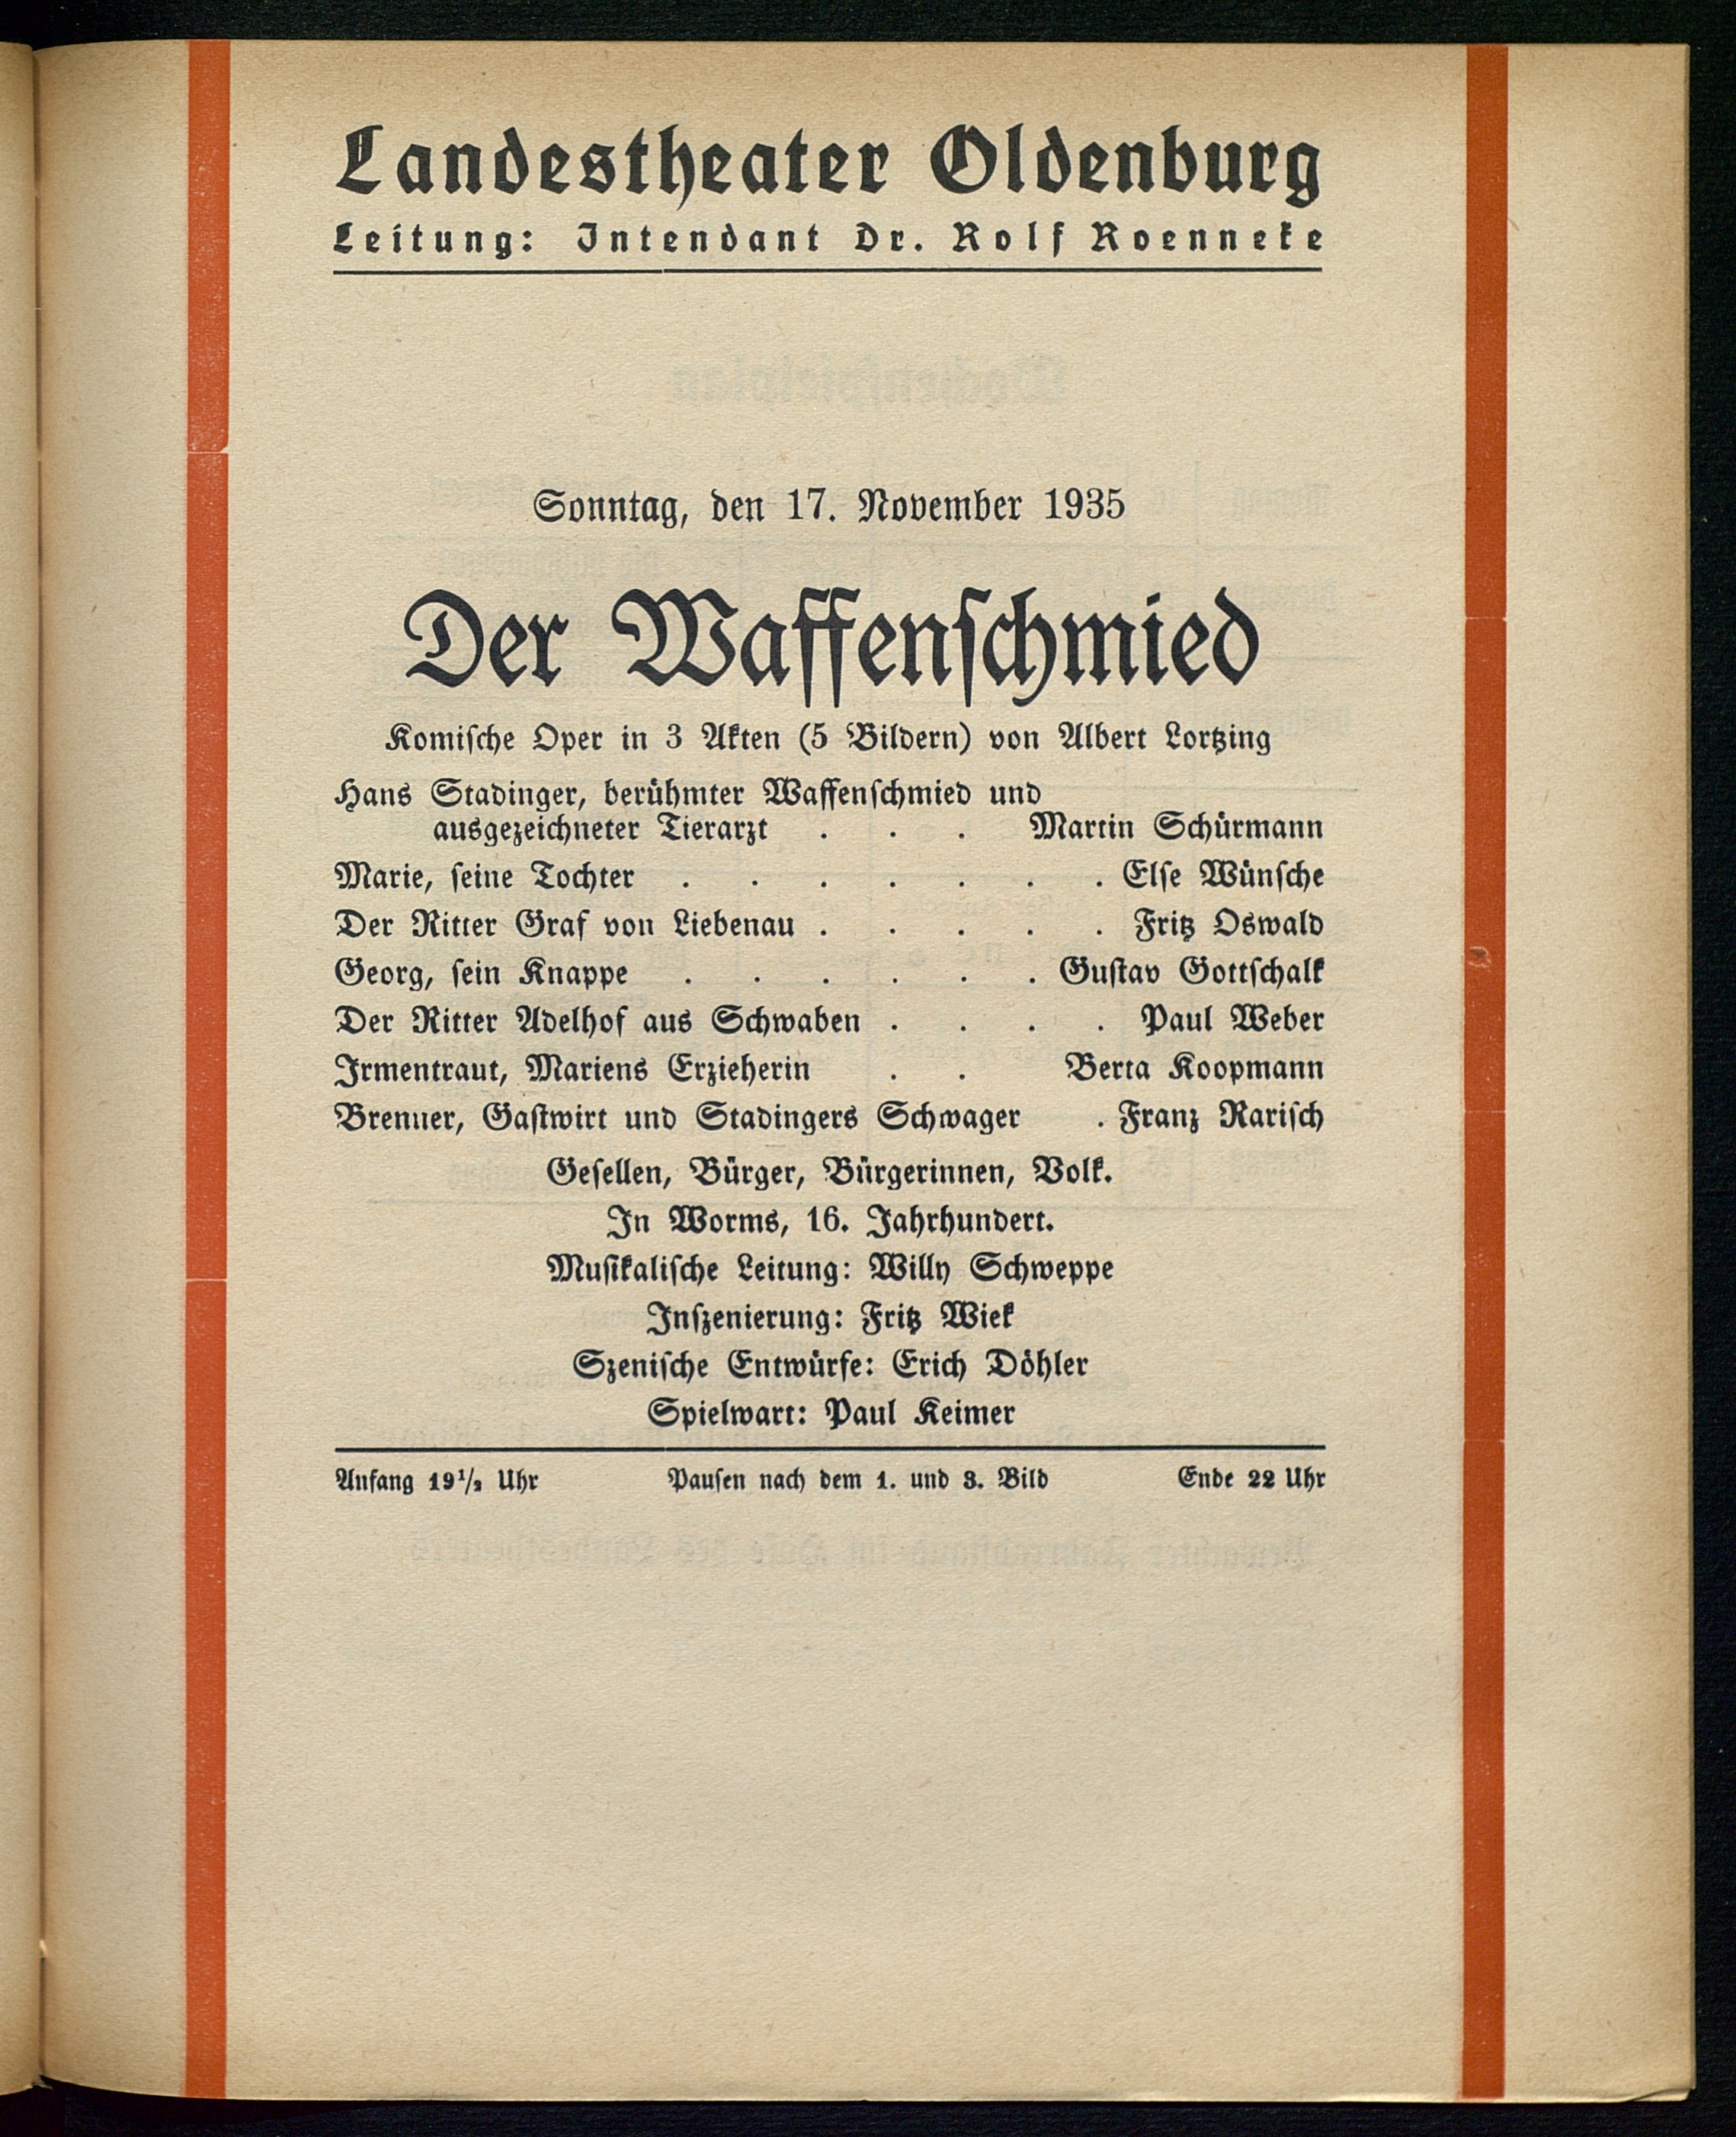 Landestheater Oldenburg
Leitung: Intendant Dr. Rolf Roenneke
Sonntag, den 17. November 1935
Der Waffenschmied
Komische Oper in 3 Akten (5 Bildern) von Albert Lortzing
Hans Stadinger, berühmter Waffenschmied und
ausgezeichneter Tierarzt . . . Martin Schürmann
Marie, seine Tochter . . . . . . . Else Wünsche
Der Ritter Graf von Liebenau . . . . . Fritz Oswald
Georg, sein Knappe . . . . . . Gustav Gottschalk
Der Ritter Adelhof aus Schwaben . . . . Paul Weber
Irmentraut, Mariens Erzieherin . . Berta Koopmann
Brenner, Gastwirt und Stadingers Schwager . Franz Rarisch
Gesellen, Bürger, Bürgerinnen, Volk.
In Worms, 16. Jahrhundert.
Musikalische Leitung: Willy Schweppe
Inszenierung: Fritz Wiek
Szenische Entwürfe: Erich Döhler
Spielwart: Paul Keimer
Anfang 19½ Uhr Pausen nach dem 1. und 3. Bild Ende 22 Uhr